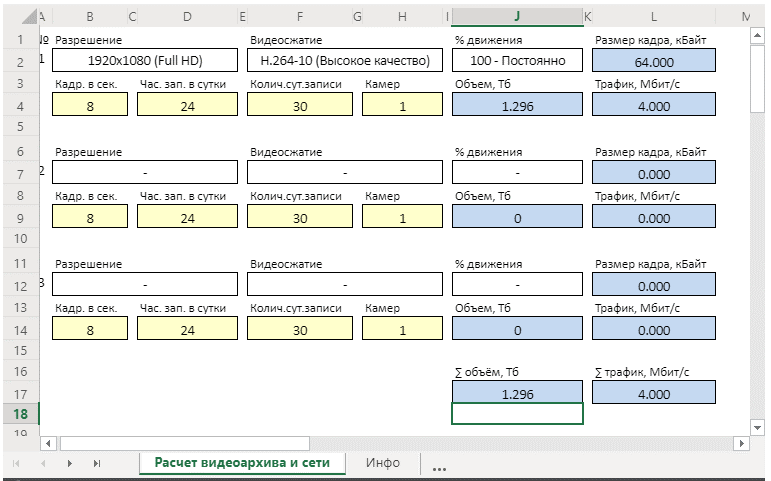 A B C D E F G H I J K L M
1 № Разрешение Видеосжатие % движения Размер кадра, кБайт
2 1 1920x1080 (Full HD) H.264-10 (Высокое качество) 100 - Постоянно 64.000
3 Кадр. в сек. Час. зап. в сутки Колич.сут.записи Камер Объем, Тб Трафик, Мбит/с
4 8 24 30 1 1.296 4.000
5
6 Разрешение Видеосжатие % движения Размер кадра, кБайт
7 2 - - - 0.000
8 Кадр. в сек. Час. зап. в сутки Колич.сут.записи Камер Объем, Тб Трафик, Мбит/с
9 8 24 30 1 0 0.000
10
11 Разрешение Видеосжатие % движения Размер кадра, кБайт
12 3 - - - 0.000
13 Кадр. в сек. Час. зап. в сутки Колич.сут.записи Камер Объем, Тб Трафик, Мбит/с
14 8 24 30 1 0 0.000
15
16 ∑ объём, Тб ∑ трафик, Мбит/с
17 1.296 4.000
18
19
Расчет видеоархива и сети Инфо ...